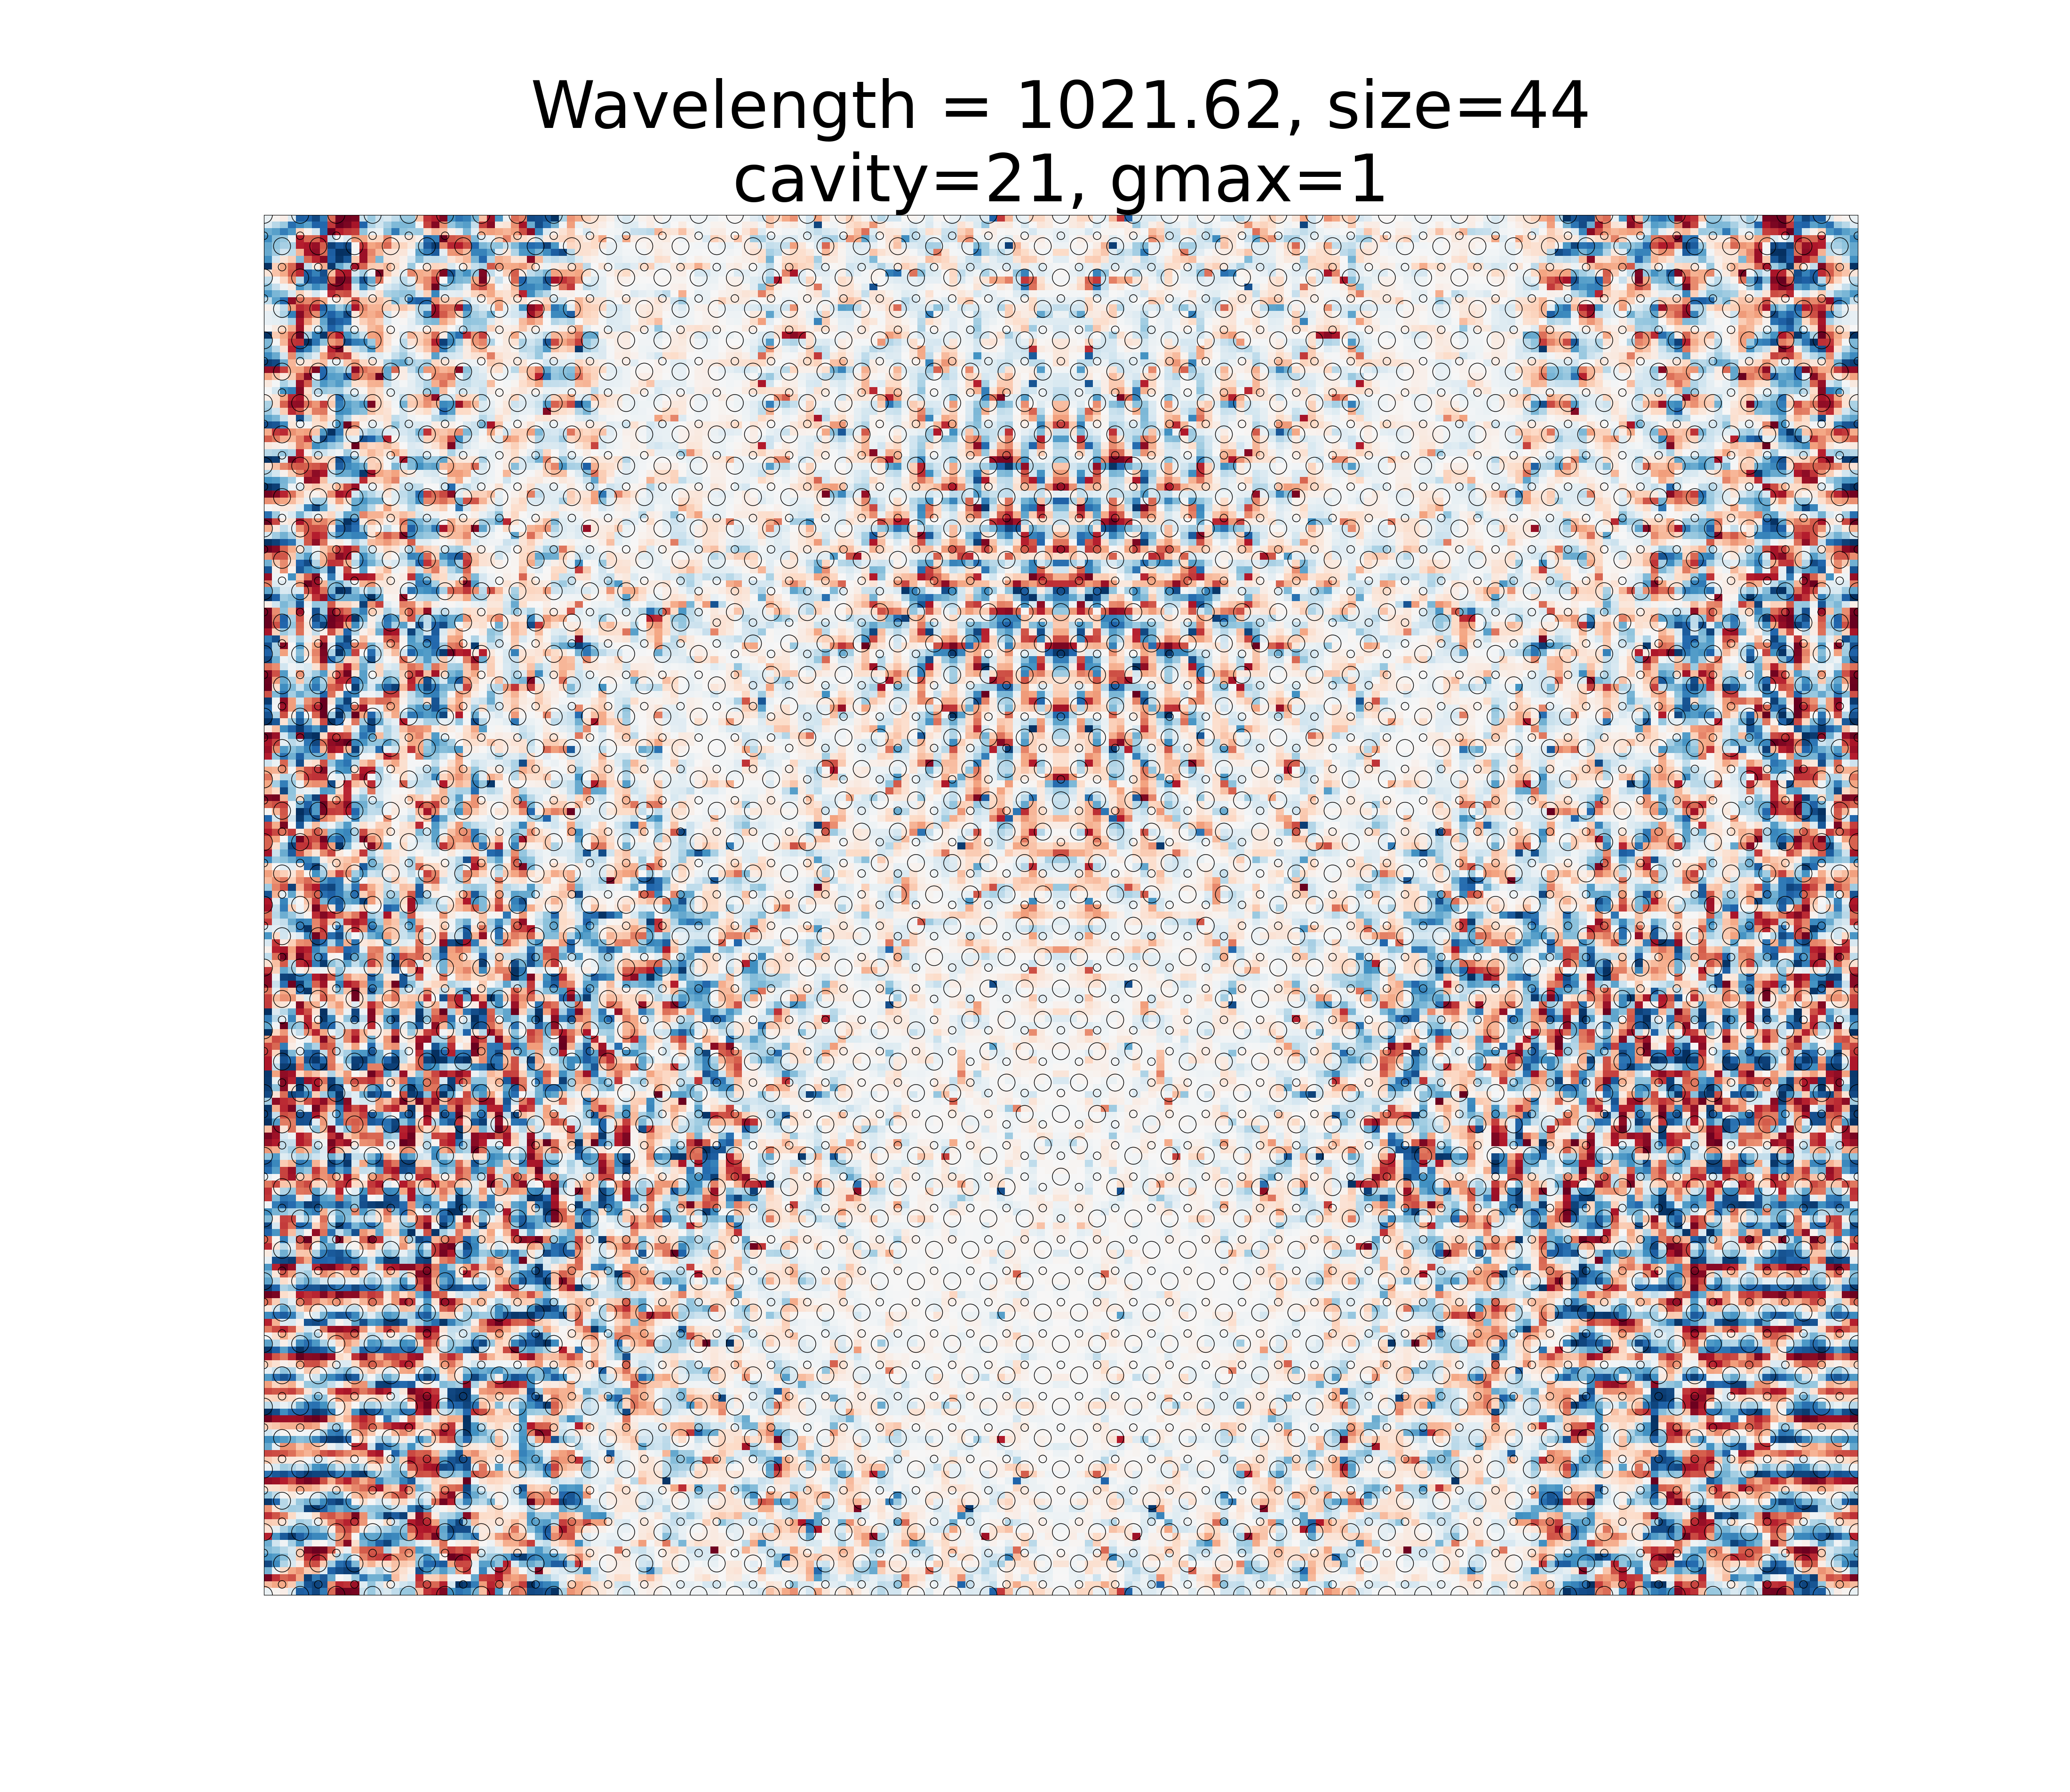 Wavelength = 1021.62, size=44
cavity=21, gmax=1